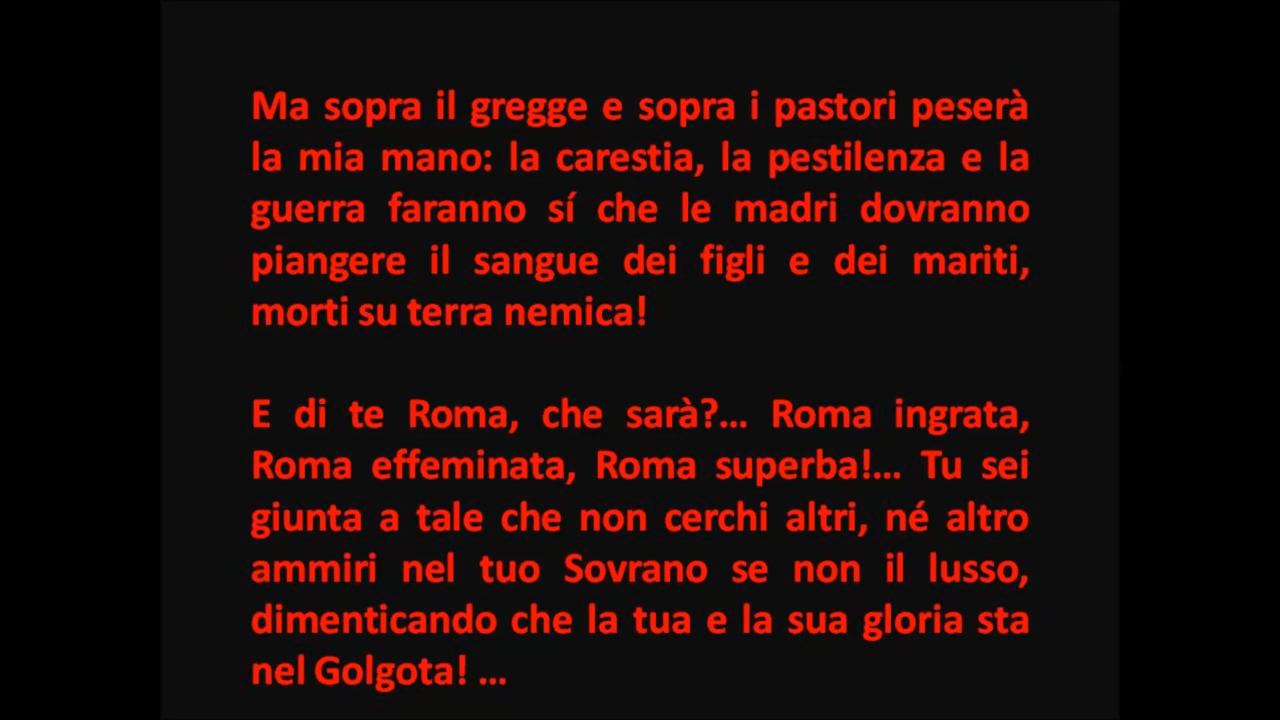 Ma sopra il gregge e sopra i pastori peserà
la mia mano: la carestia, la pestilenza e la
guerra faranno sí che le madri dovranno
piangere il sangue dei figli e dei mariti,
morti su terra nemica!
E di te Roma, che sarà?... Roma ingrata,
Roma effeminata, Roma superba!... Tu sei
giunta a tale che non cerchi altri, né altro
ammiri nel tuo Sovrano se non il lusso,
dimenticando che la tua e la sua gloria sta
nel Golgota! ...